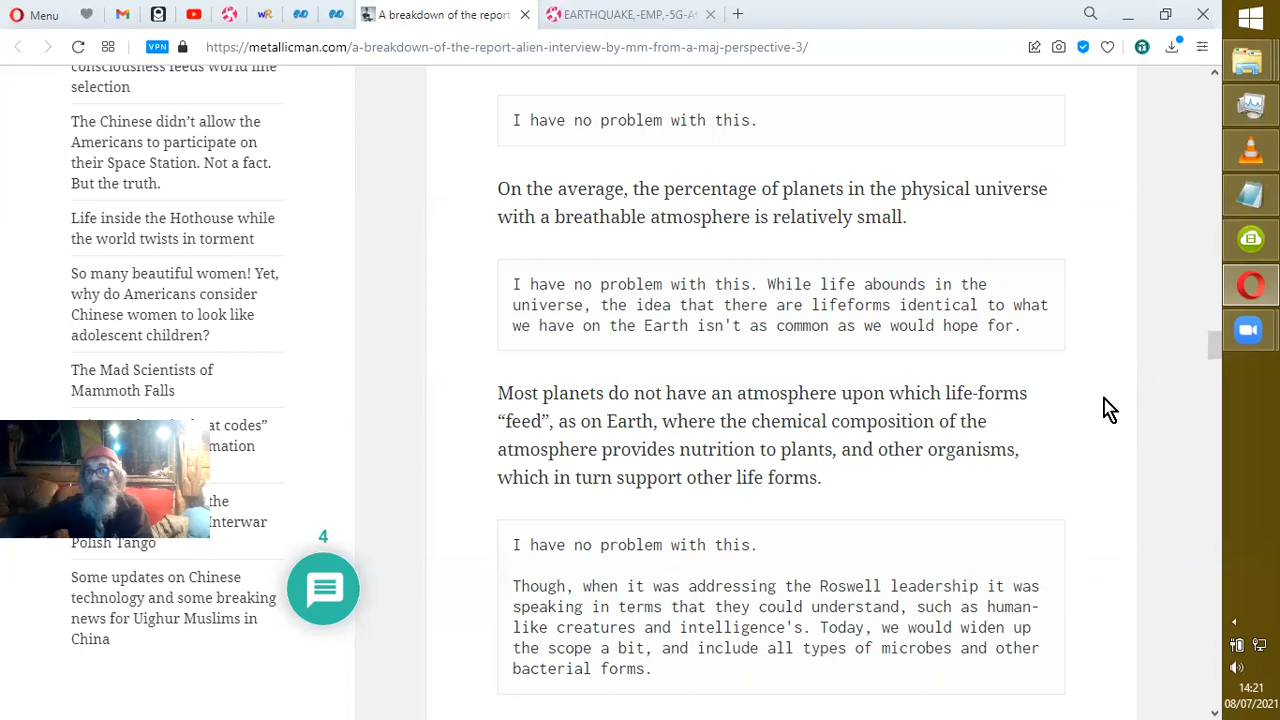 Menu
A breakdown of the report
EARTHQUAKE,-EMP,-5G-A
VPN
https://metallicman.com/a-breakdown-of-the-report-alien-interview-by-mm-from-a-maj-perspective-3/
consciousness feeds world line
selection
The Chinese didn’t allow the
Americans to participate on
their Space Station. Not a fact.
But the truth.
Life inside the Hothouse while
the world twists in torment
So many beautiful women! Yet,
why do Americans consider
Chinese women to look like
adolescent children?
The Mad Scientists of
Mammoth Falls
at codes”
mation
the
Interwar
Polish Tango
Some updates on Chinese
technology and some breaking
news for Uighur Muslims in
China
4
I have no problem with this.
On the average, the percentage of planets in the physical universe
with a breathable atmosphere is relatively small.
I have no problem with this. While life abounds in the
universe, the idea that there are lifeforms identical to what
we have on the Earth isn't as common as we would hope for.
Most planets do not have an atmosphere upon which life-forms
“feed”, as on Earth, where the chemical composition of the
atmosphere provides nutrition to plants, and other organisms,
which in turn support other life forms.
I have no problem with this.
Though, when it was addressing the Roswell leadership it was
speaking in terms that they could understand, such as human-
like creatures and intelligence's. Today, we would widen up
the scope a bit, and include all types of microbes and other
bacterial forms.
14:21
08/07/2021